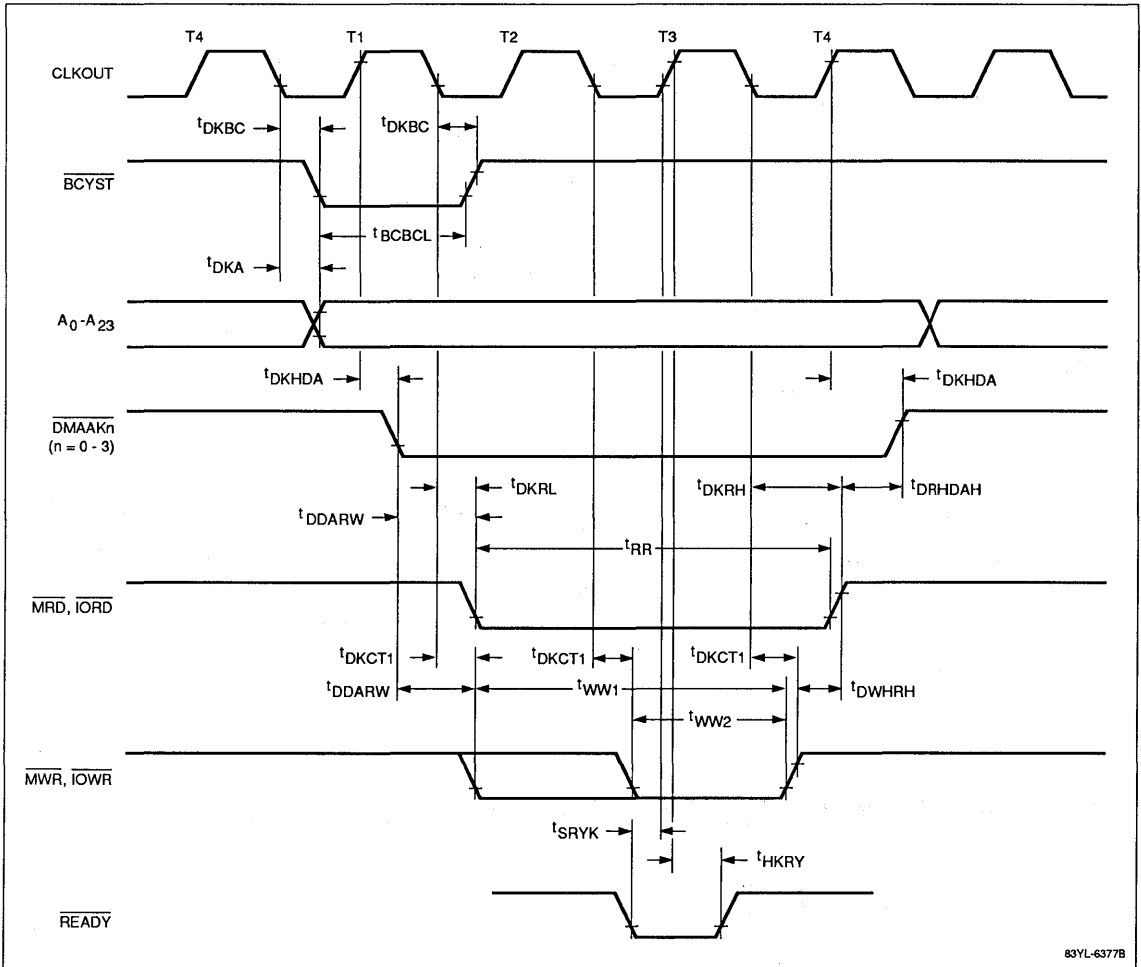 T4 T1 T2 T3 T4
CLKOUT
tDKBC tDKBC
BCYST
tBCBCL
tDKA
A0-A23
tDKHDA tDKHDA
DMAAKn
(n = 0 - 3)
tDKRL tDKRH tDRHDAH
tDDARW
tRR
MRD, IORD
tDKCT1 tDKCT1 tDKCT1
tDDARW tWW1 tDWHRH
tWW2
MWR, IOWR
tSRYK
tHKRY
READY
83YL-6377B